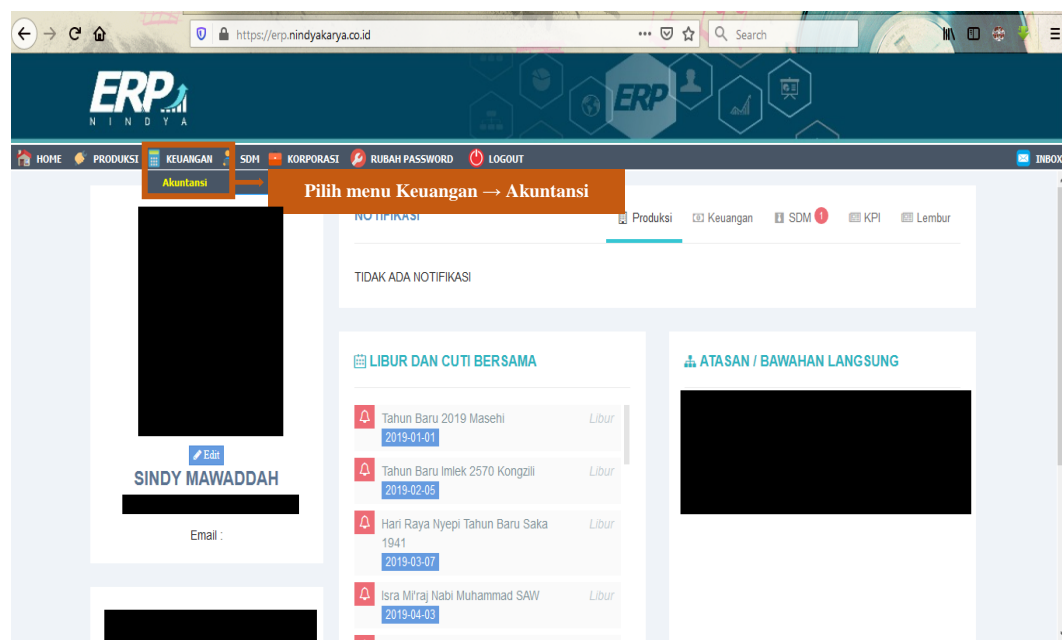 https://erp.nindyakarya.co.id
Search
ERP
NINDYA
ERP
HOME PRODUKSI KEUANGAN SDM KORPORASI RUBAH PASSWORD LOGOUT INBOX
Akuntansi
Pilih menu Keuangan → Akuntansi
NOTIFIKASI
Produksi Keuangan SDM 1 KPI Lembur
TIDAK ADA NOTIFIKASI
LIBUR DAN CUTI BERSAMA
Tahun Baru 2019 Masehi Libur
2019-01-01
Tahun Baru Imlek 2570 Kongzili Libur
2019-02-05
Hari Raya Nyepi Tahun Baru Saka Libur
1941
2019-03-07
Isra Mi'raj Nabi Muhammad SAW Libur
2019-04-03
ATASAN / BAWAHAN LANGSUNG
Edit
SINDY MAWADDAH
Email :